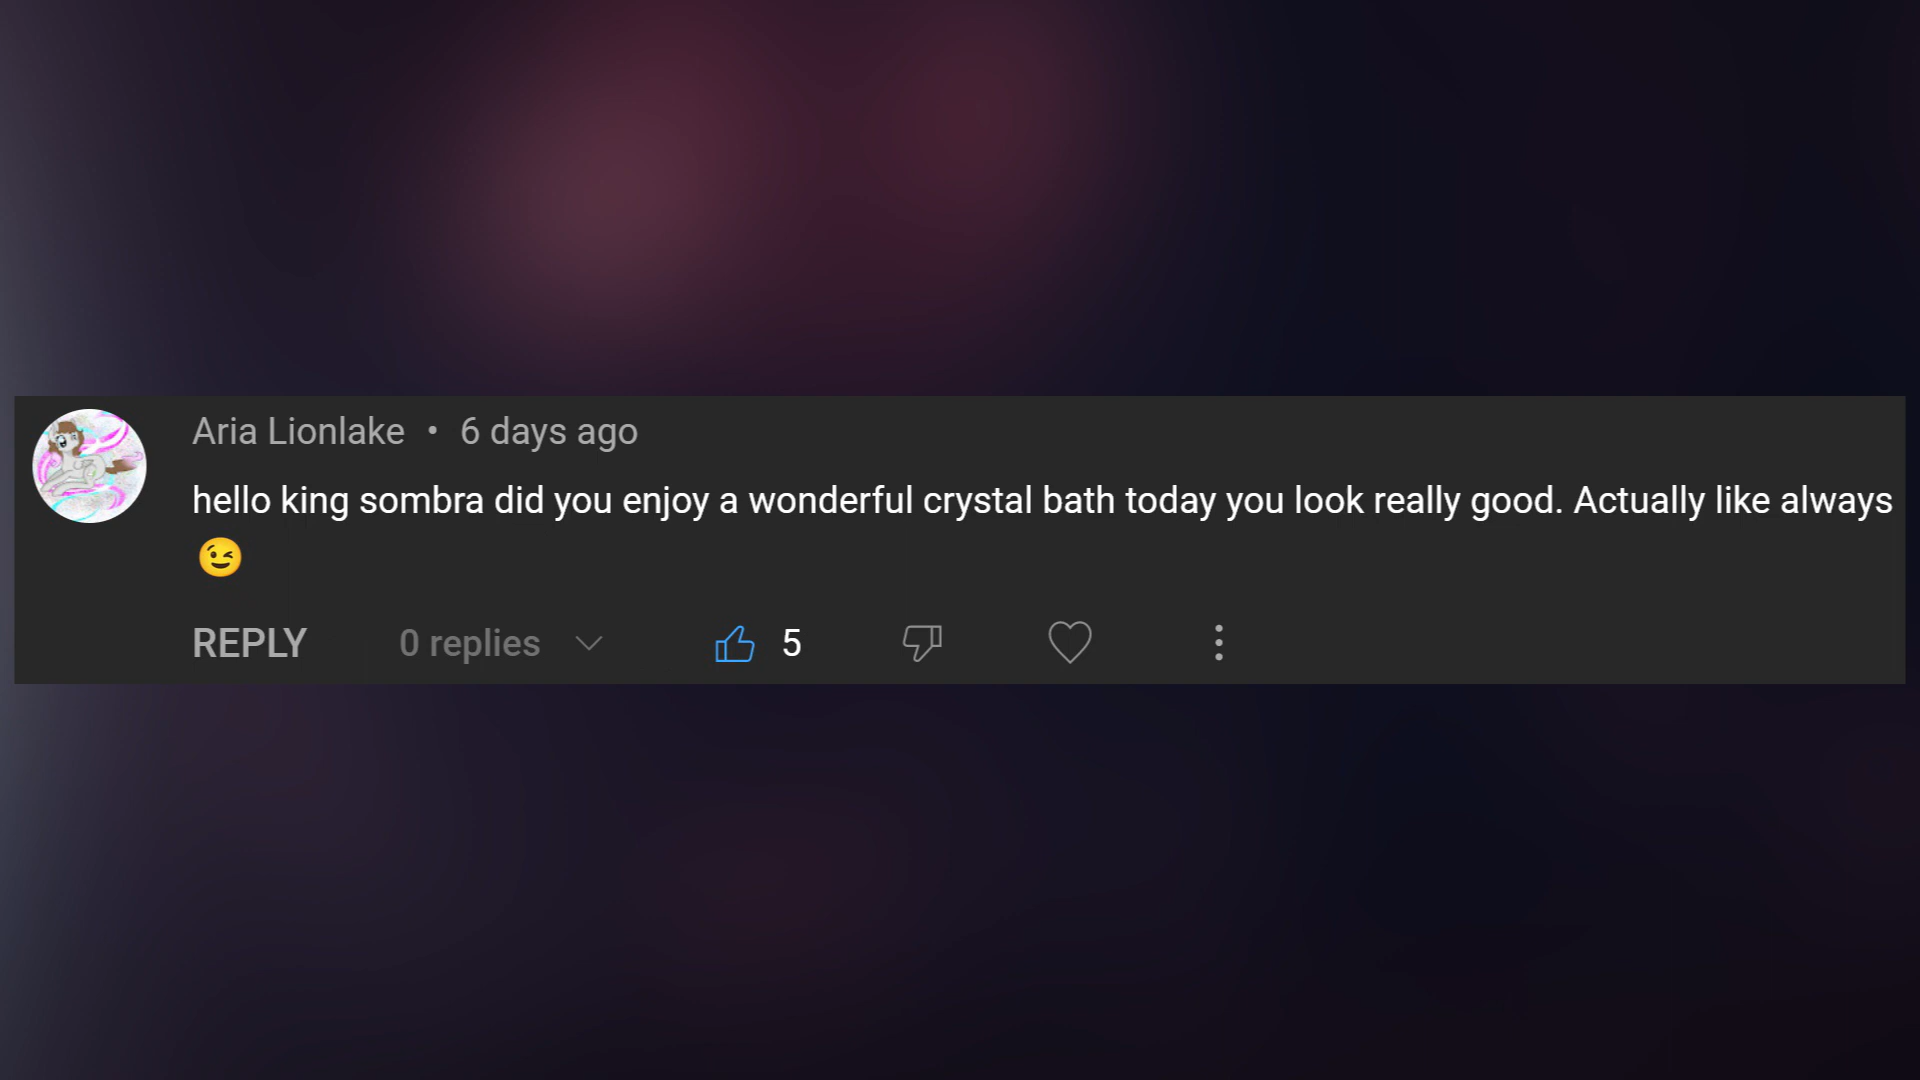 Aria Lionlake • 6 days ago
hello king sombra did you enjoy a wonderful crystal bath today you look really good. Actually like always
😉
REPLY 0 replies 5